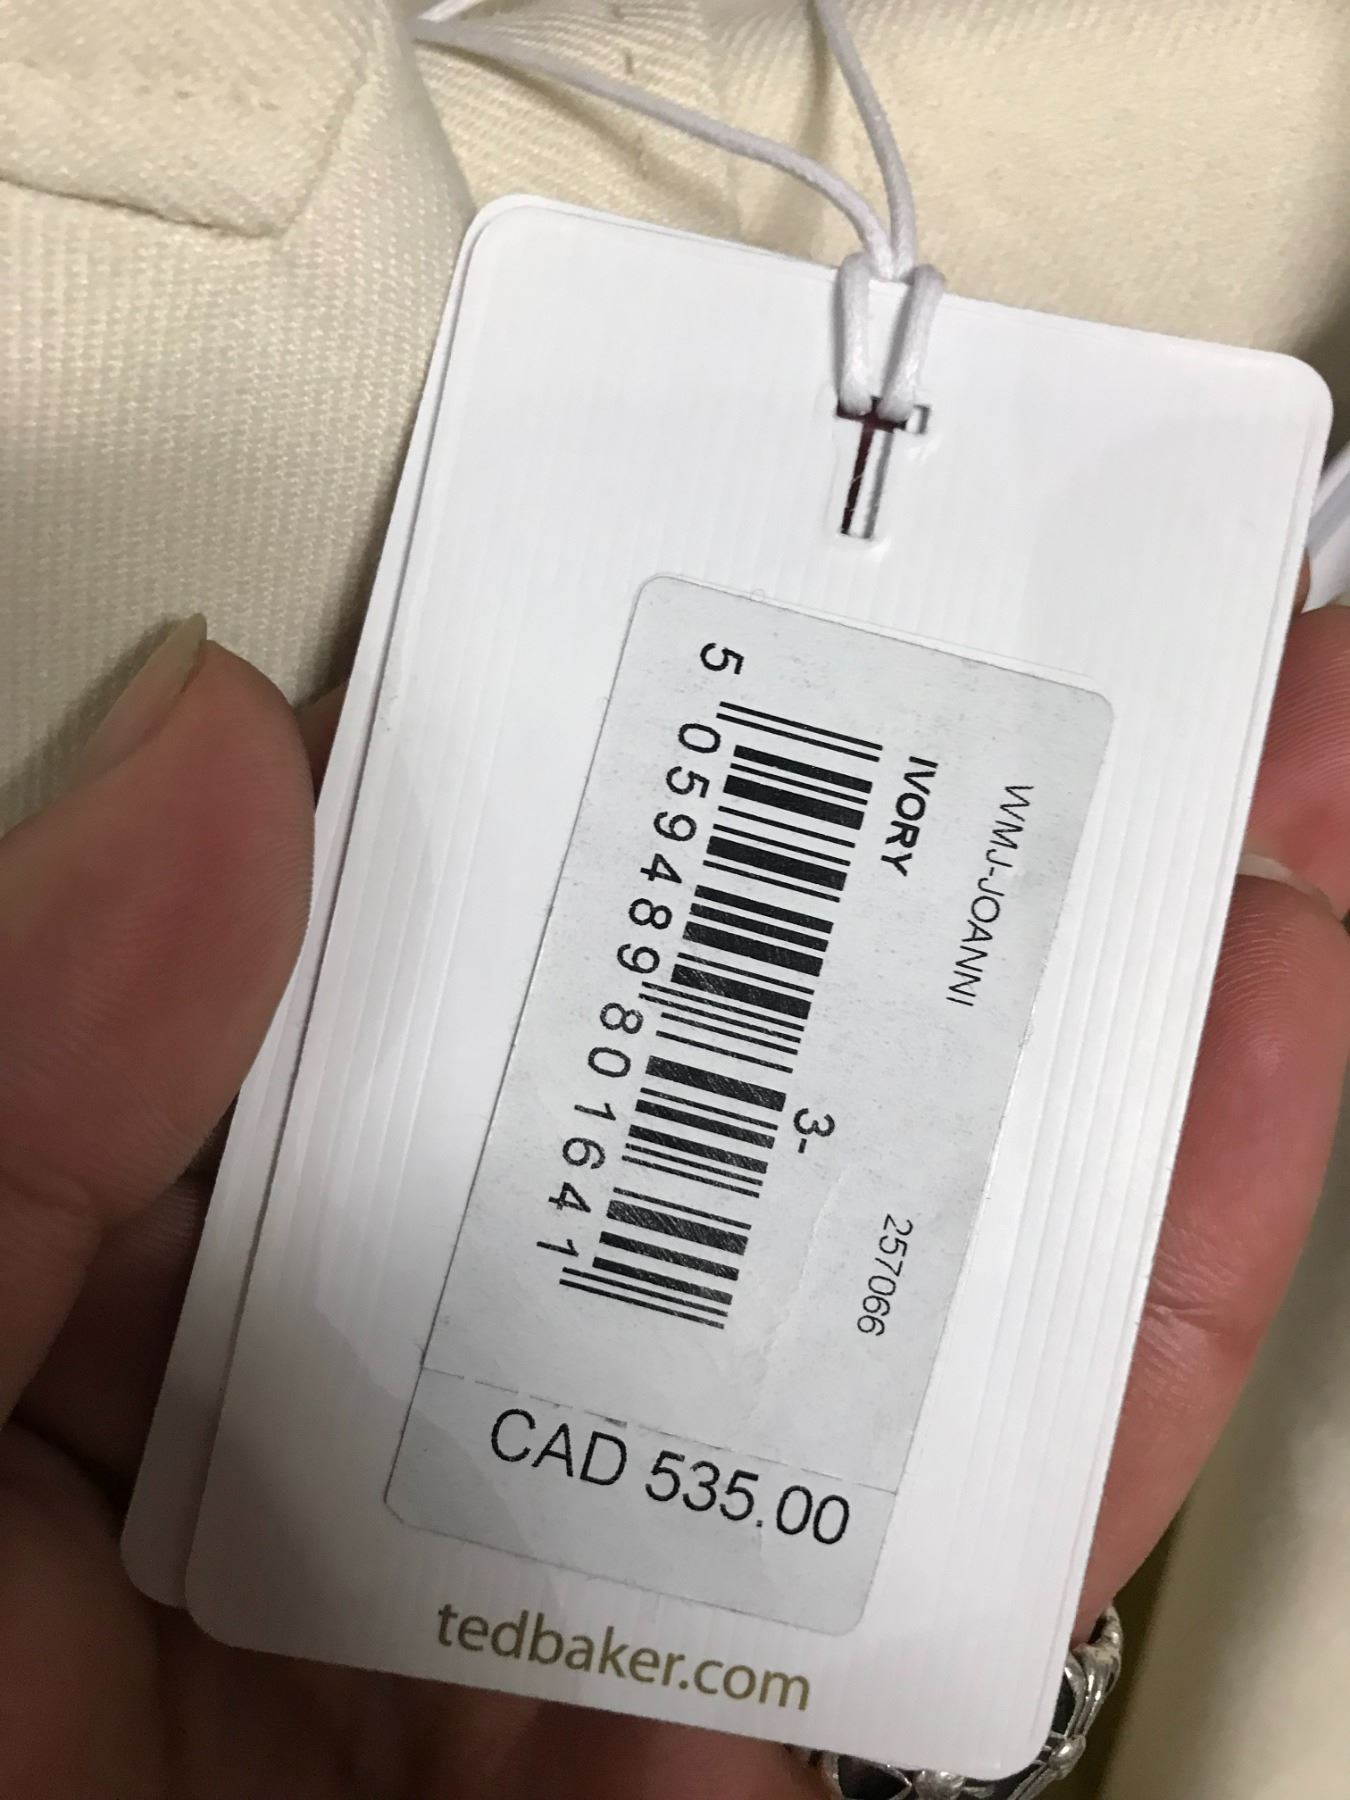 WMJ-JOANNI
257066
IVORY
3-
5 059489 801641
CAD 535.00
tedbaker.com